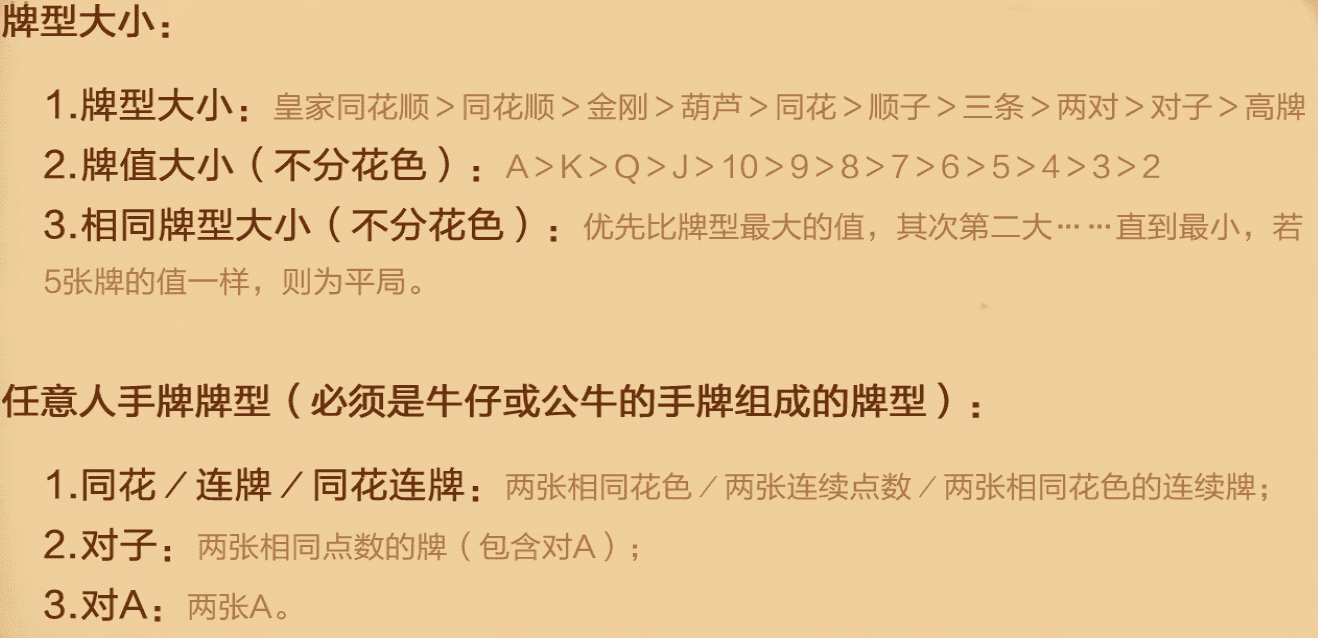 牌型大小：
1.牌型大小：皇家同花顺>同花顺>金刚>葫芦>同花>顺子>三条>两对>对子>高牌
2.牌值大小（不分花色）：A>K>Q>J>10>9>8>7>6>5>4>3>2
3.相同牌型大小（不分花色）：优先比牌型最大的值，其次第二大……直到最小，若
5张牌的值一样，则为平局。
任意人手牌牌型（必须是牛仔或公牛的手牌组成的牌型）：
1.同花／连牌／同花连牌：两张相同花色／两张连续点数／两张相同花色的连续牌；
2.对子：两张相同点数的牌（包含对A）；
3.对A：两张A。